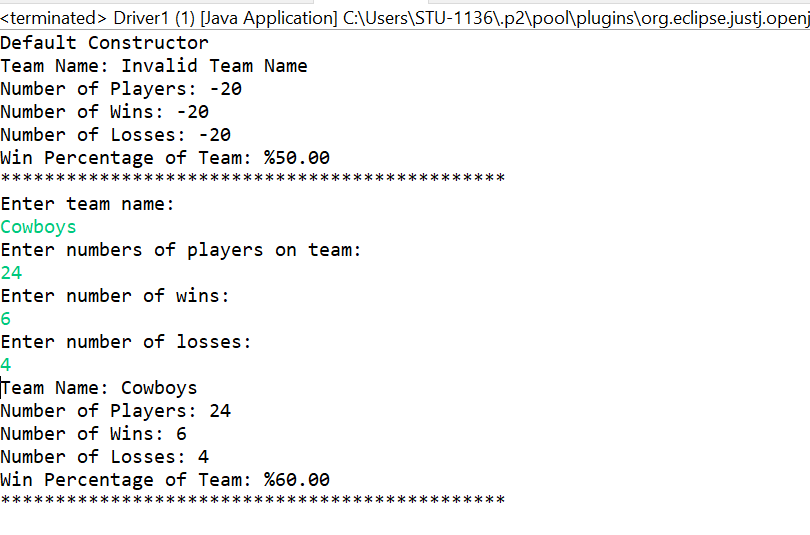 <terminated> Driver1 (1) [Java Application] C:\Users\STU-1136\.p2\pool\plugins\org.eclipse.justj.openj
Default Constructor
Team Name: Invalid Team Name
Number of Players: -20
Number of Wins: -20
Number of Losses: -20
Win Percentage of Team: %50.00
**********************************************
Enter team name:
Cowboys
Enter numbers of players on team:
24
Enter number of wins:
6
Enter number of losses:
4
Team Name: Cowboys
Number of Players: 24
Number of Wins: 6
Number of Losses: 4
Win Percentage of Team: %60.00
**********************************************